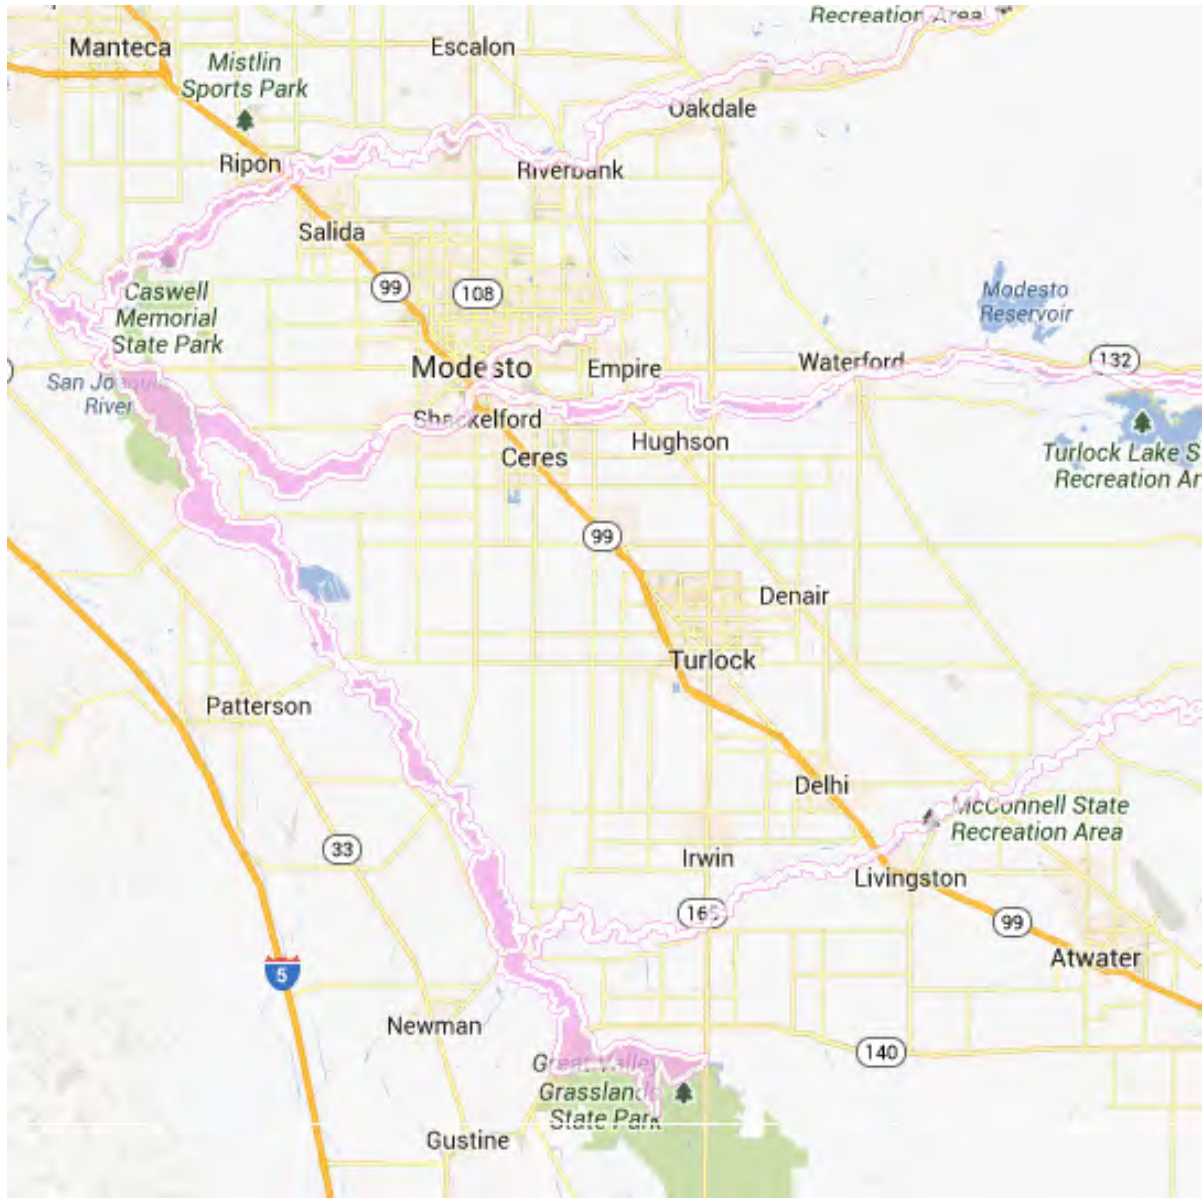 Recreation Area
Manteca
Escalon
Mistlin
Sports Park
Oakdale
Ripon
Riverbank
Salida
99
108
Caswell
Memorial
State Park
Modesto
Reservoir
Modesto
Empire
Waterford
132
San Joaquin
River
Shackelford
Hughson
Ceres
Turlock Lake S
Recreation Ar
99
Denair
Turlock
Patterson
Delhi
McConnell State
Recreation Area
33
Irwin
Livingston
165
99
Atwater
5
Newman
140
Great Valley
Grasslands
State Park
Gustine